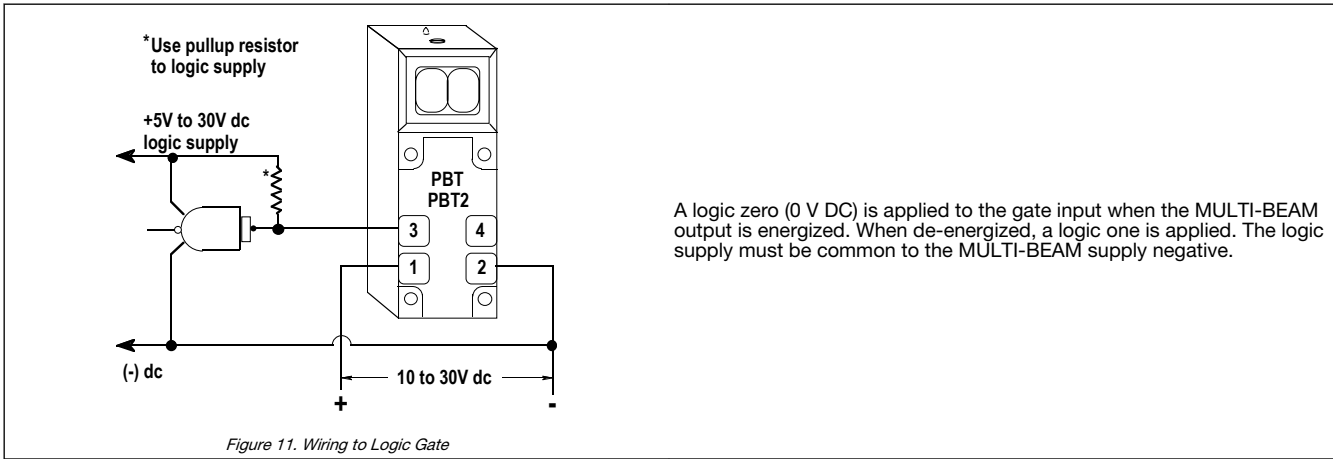 *Use pullup resistor
to logic supply
+5V to 30V dc
logic supply
*
PBT
PBT2
3
4
1
2
(-) dc
10 to 30V dc
+
-
Figure 11. Wiring to Logic Gate
A logic zero (0 V DC) is applied to the gate input when the MULTI-BEAM
output is energized. When de-energized, a logic one is applied. The logic
supply must be common to the MULTI-BEAM supply negative.